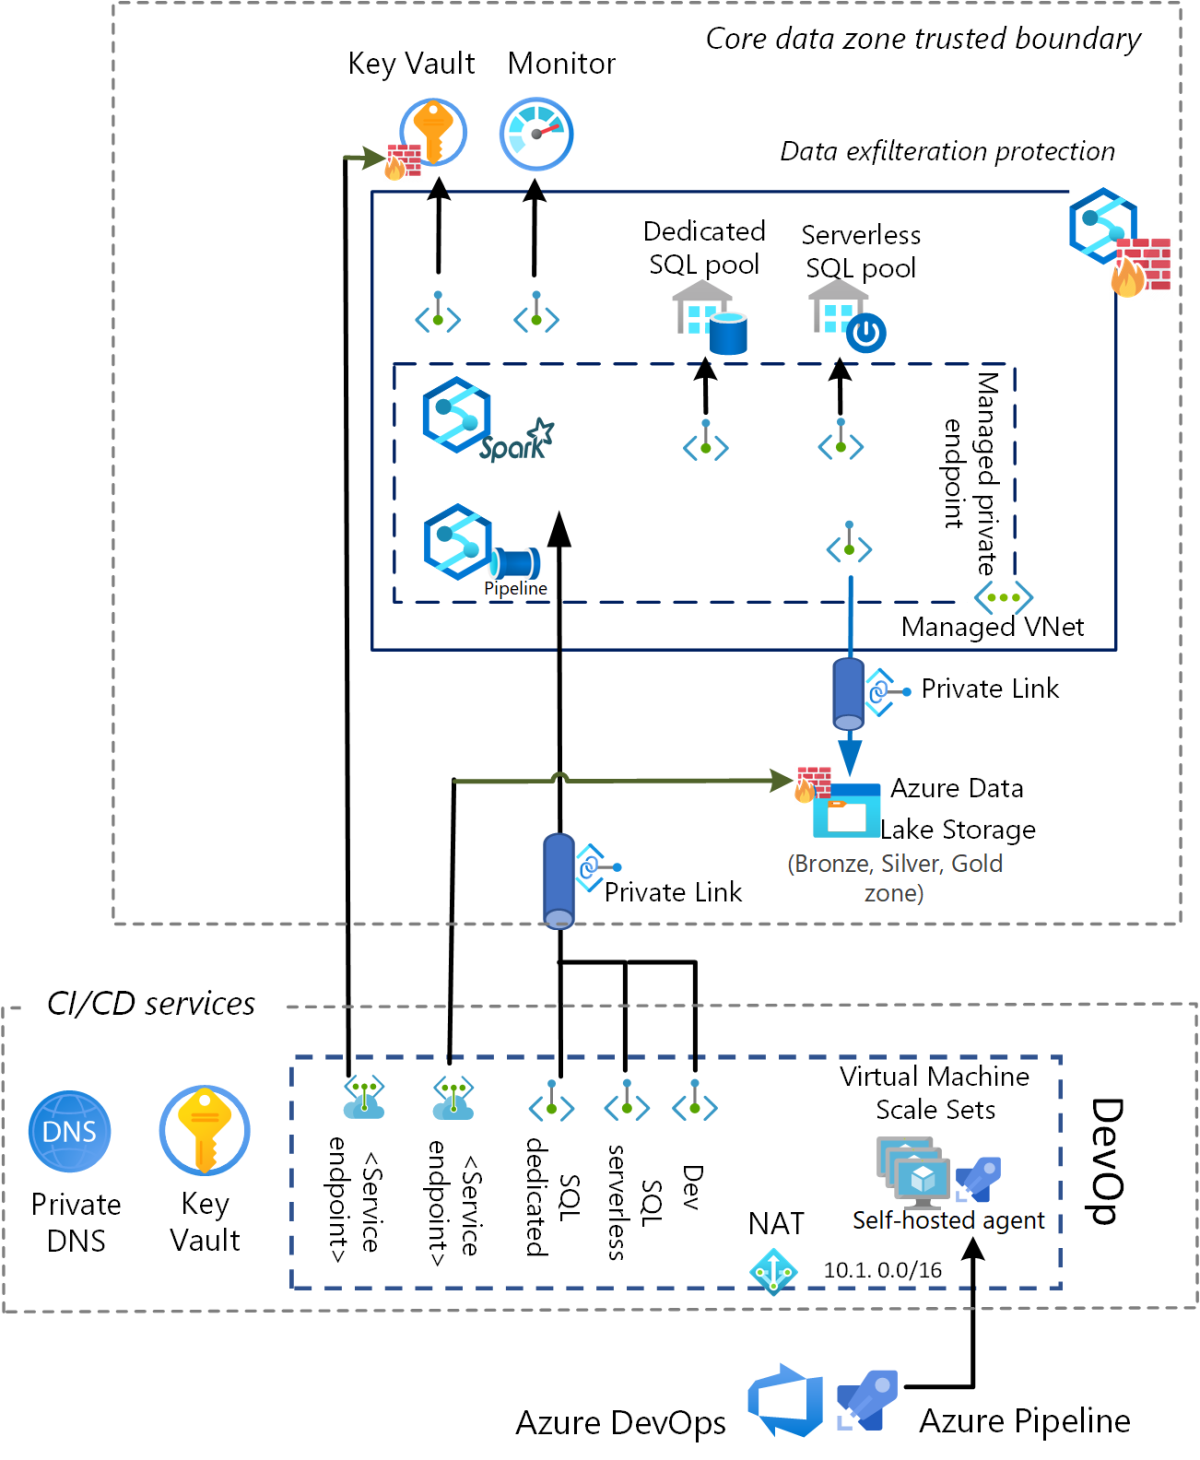 Core data zone trusted boundary
Key Vault
Monitor
Data exfilteration protection
Dedicated
SQL pool
Serverless
SQL pool
Managed private
endpoint
Spark
Pipeline
Managed VNet
Private Link
Azure Data
Lake Storage
(Bronze, Silver, Gold
zone)
Private Link
CI/CD services
Virtual Machine
Scale Sets
DevOp
DNS
Private
DNS
Key
Vault
<Service
endpoint>
<Service
endpoint>
SQL
dedicated
SQL
serverless
Dev
NAT
Self-hosted agent
10.1. 0.0/16
Azure DevOps
Azure Pipeline